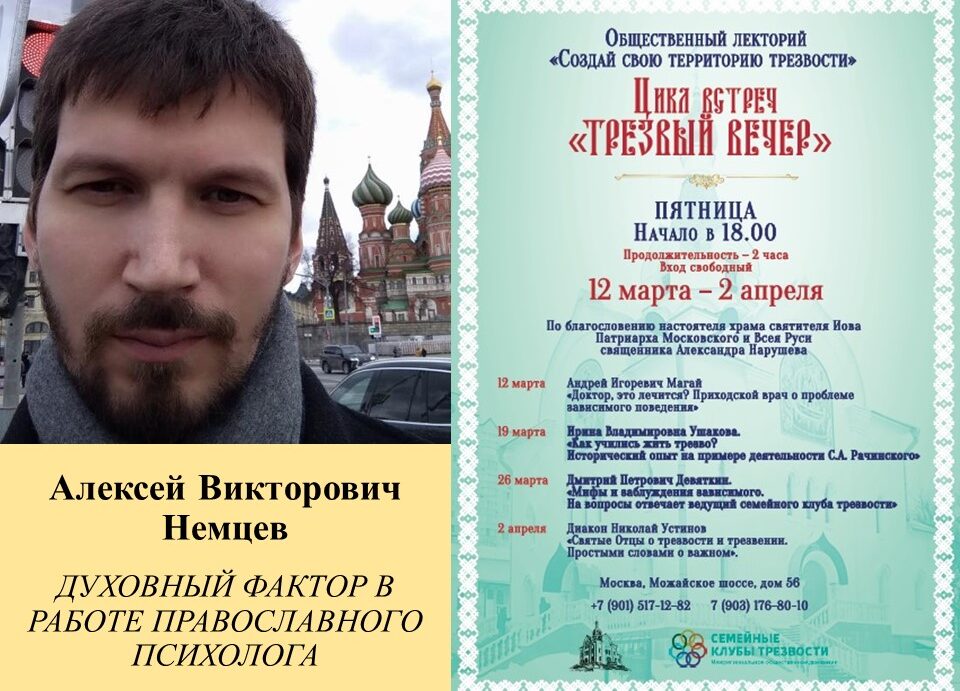 Алексей Викторович
Немцев
ДУХОВНЫЙ ФАКТОР В
РАБОТЕ ПРАВОСЛАВНОГО
ПСИХОЛОГА
Общественный лекторий
«Создай свою территорию трезвости»
Цикл встреч
«ТРЕЗВЫЙ ВЕЧЕР»
ПЯТНИЦА
Начало в 18.00
Продолжительность – 2 часа
Вход свободный
12 марта – 2 апреля
По благословению настоятеля храма святителя Иова
Патриарха Московского и Всея Руси
священника Александра Нарушева
12 марта Андрей Игоревич Магай
«Доктор, это лечится? Приходской врач о проблеме
зависимого поведения»
19 марта Ирина Владимировна Ушакова.
«Как учились жить трезво?
Исторический опыт на примере деятельности С.А. Рачинского»
26 марта Дмитрий Петрович Девяткин.
«Мифы и заблуждения зависимого.
На вопросы отвечает ведущий семейного клуба трезвости»
2 апреля Диакон Николай Устинов
«Святые Отцы о трезвости и трезвении.
Простыми словами о важном».
Москва, Можайское шоссе, дом 56
+7 (901) 517-12-82 7 (903) 176-80-10
СЕМЕЙНЫЕ
КЛУБЫ ТРЕЗВОСТИ
Межрегиональное общественное движение